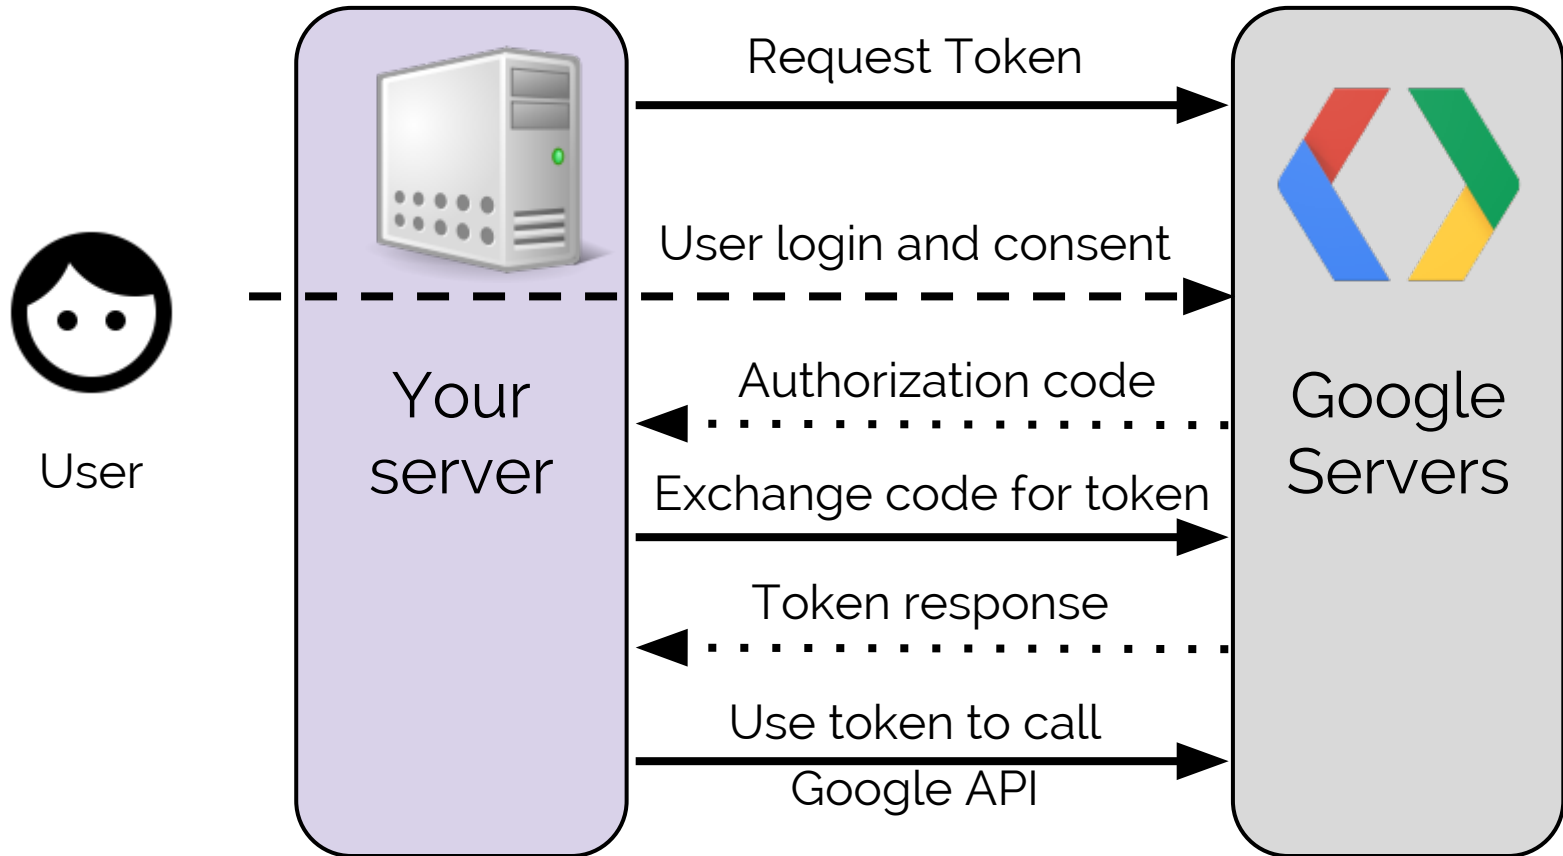 Request Token
User login and consent
Authorization code
Exchange code for token
Token response
Use token to call
Google API
User
Your
server
Google
Servers